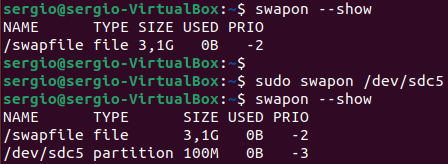 sergio@sergio-VirtualBox:~$ swapon --show
NAME      TYPE SIZE USED PRIO
/swapfile file 3,1G   0B   -2
sergio@sergio-VirtualBox:~$
sergio@sergio-VirtualBox:~$ sudo swapon /dev/sdc5
sergio@sergio-VirtualBox:~$ swapon --show
NAME      TYPE      SIZE USED PRIO
/swapfile file      3,1G   0B   -2
/dev/sdc5 partition 100M   0B   -3